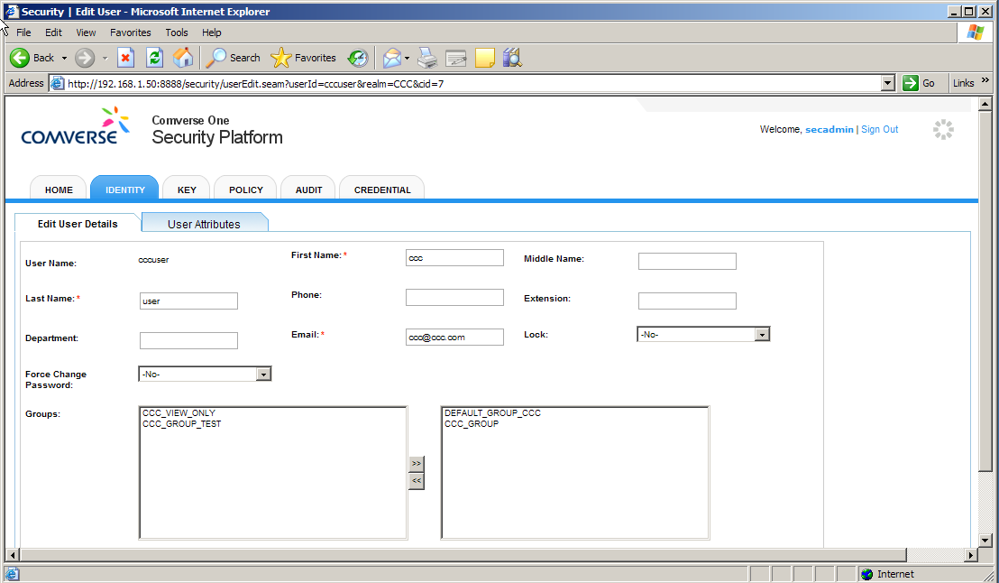 Security | Edit User - Microsoft Internet Explorer
File Edit View Favorites Tools Help
Back Search Favorites
Address http://192.168.1.50:8888/security/userEdit.seam?userId=cccuser&realm=CCC&cid=7 Go Links »
COMVERSE
Comverse One
Security Platform
Welcome, secadmin | Sign Out
HOME IDENTITY KEY POLICY AUDIT CREDENTIAL
Edit User Details User Attributes
User Name: cccuser First Name:* ccc Middle Name:
Last Name:* user Phone: Extension:
Department: Email:* ccc@ccc.com Lock: -No-
Force Change Password: -No-
Groups:
CCC_VIEW_ONLY
CCC_GROUP_TEST
>>
<<
DEFAULT_GROUP_CCC
CCC_GROUP
Internet